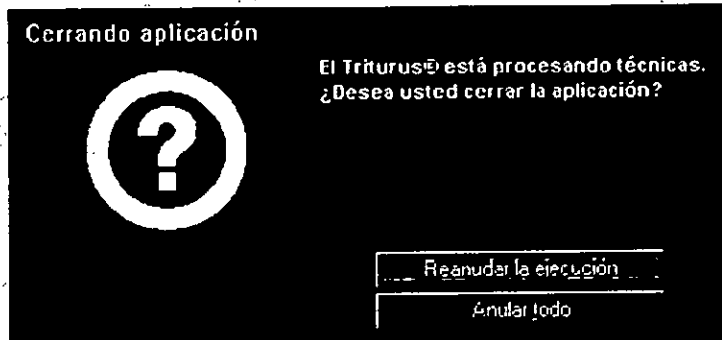 Cerrando aplicación
El Triturus® está procesando técnicas.
¿Desea usted cerrar la aplicación?
?
Reanudar la ejecución
Anular todo